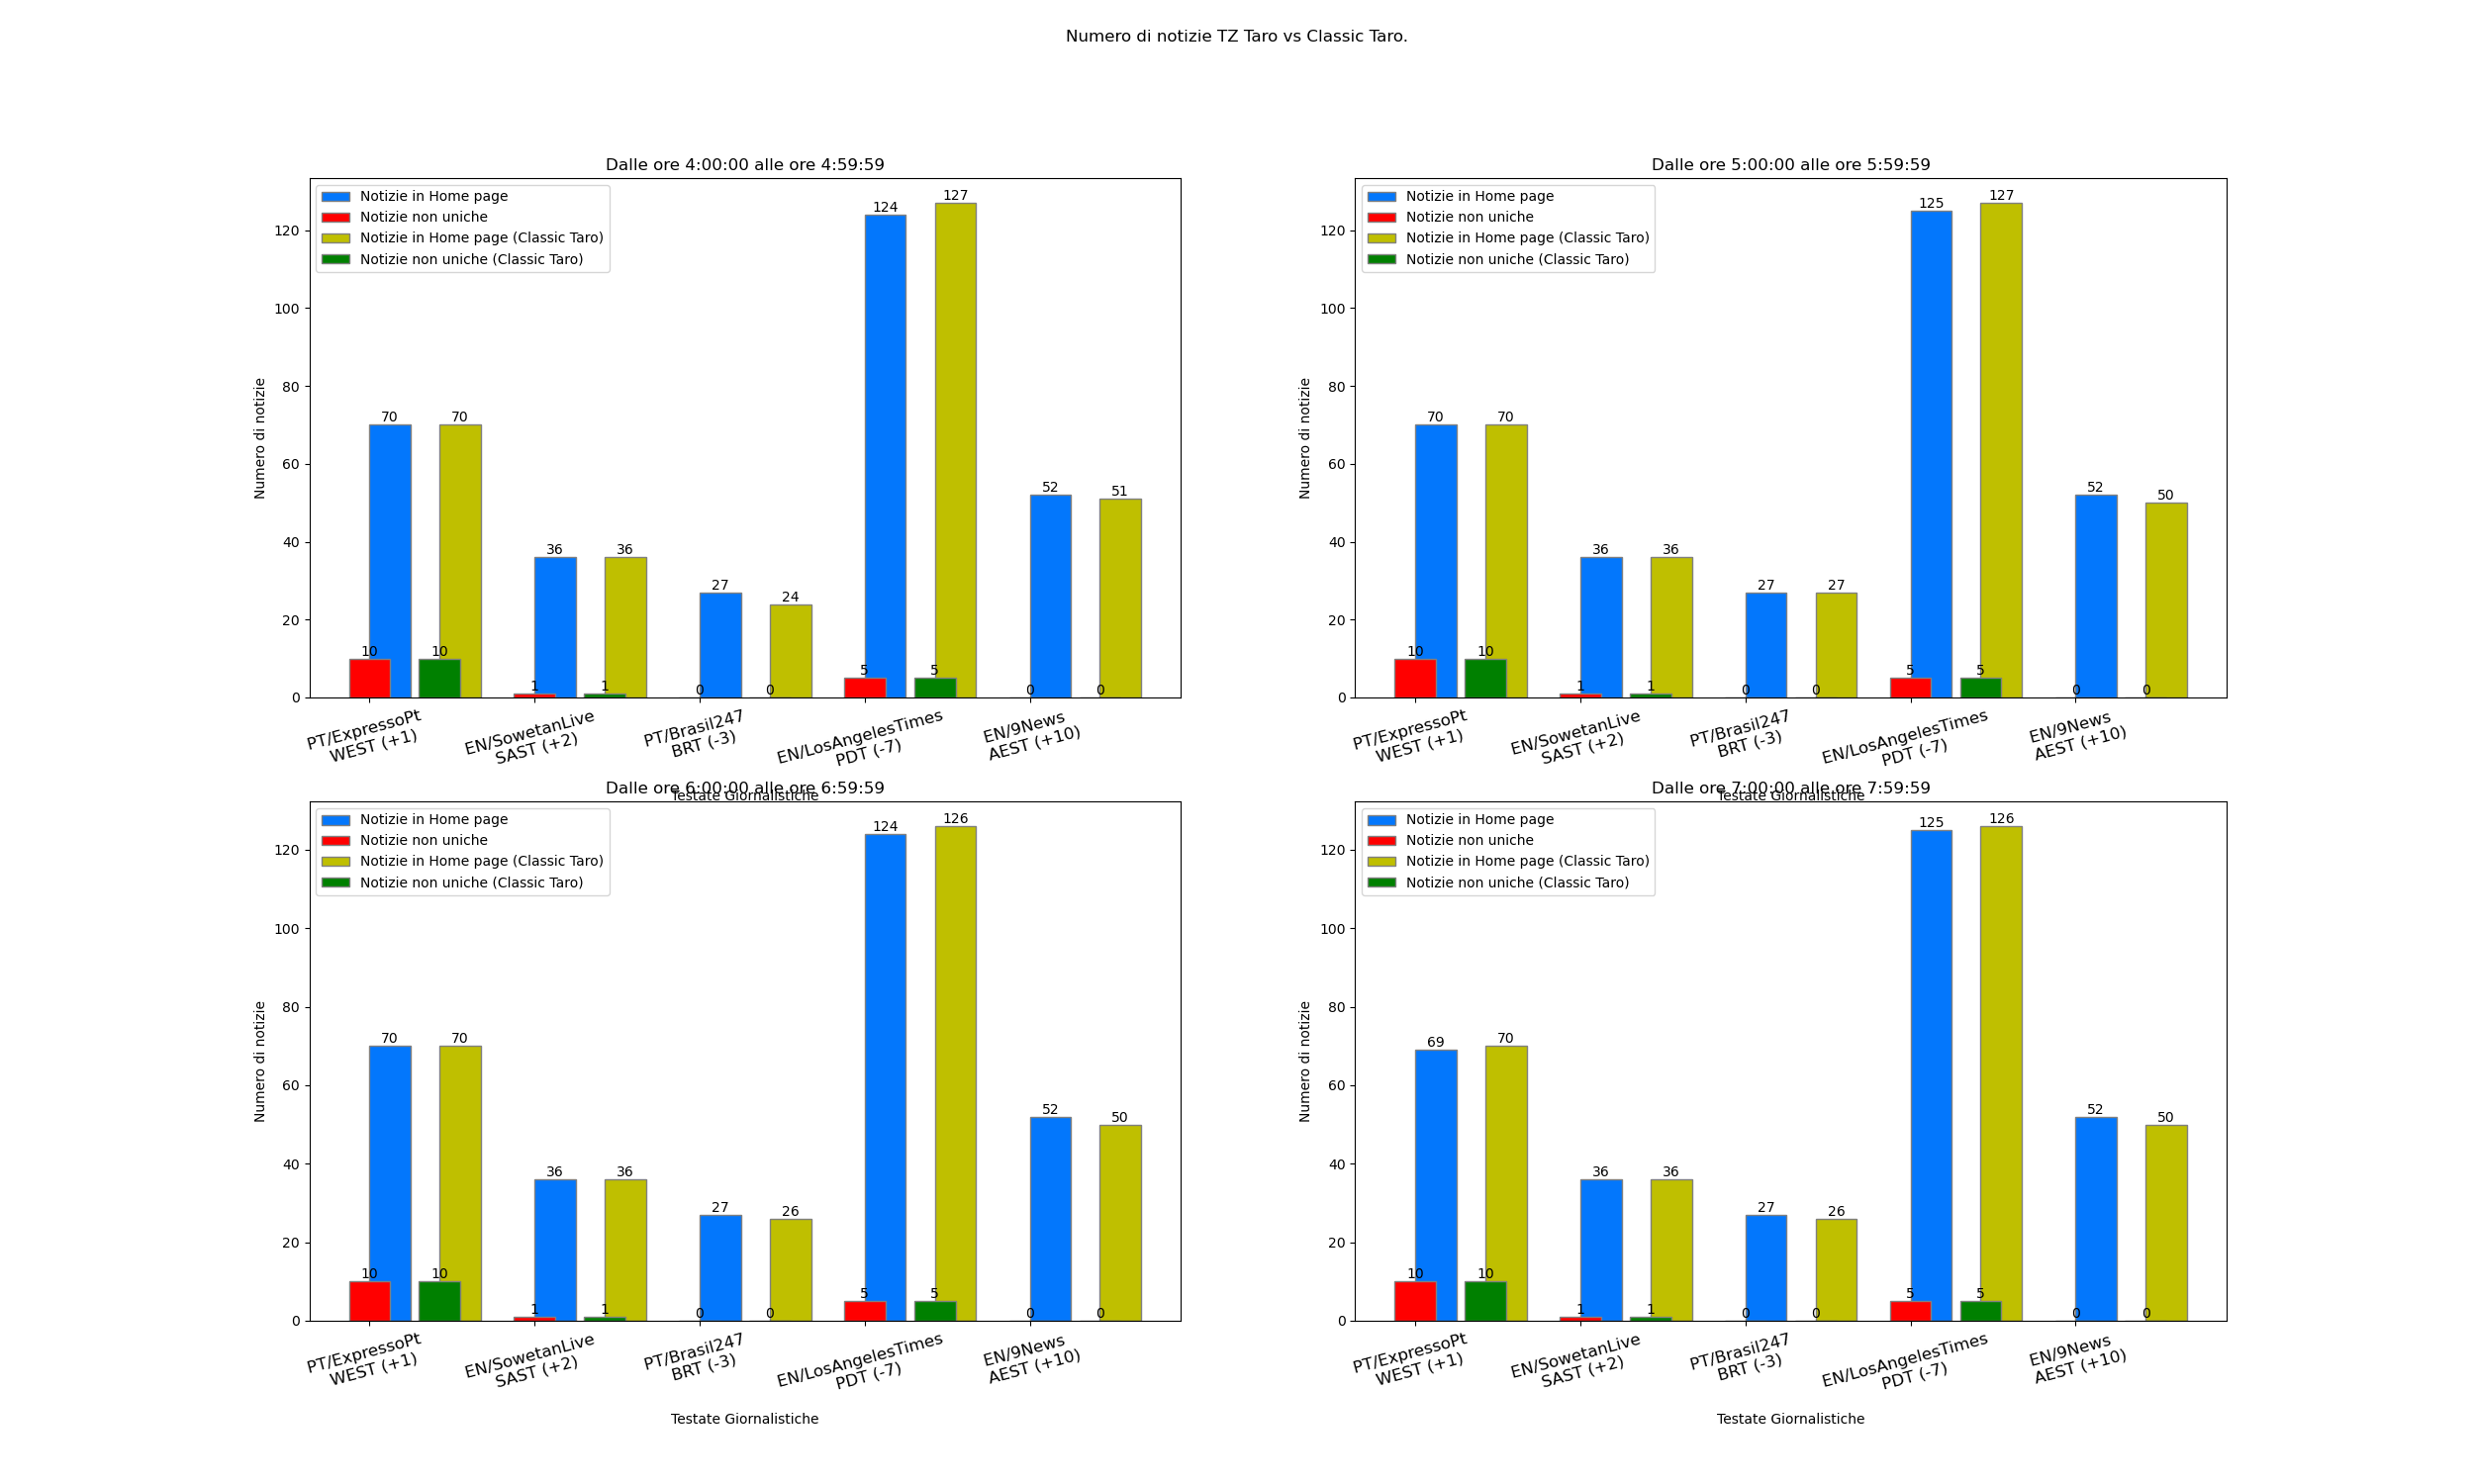 Numero di notizie TZ Taro vs Classic Taro.
Dalle ore 4:00:00 alle ore 4:59:59
Notizie in Home page
Notizie non uniche
Notizie in Home page (Classic Taro)
Notizie non uniche (Classic Taro)
Numero di notizie
120
100
80
60
40
20
0
70 70 36 36 27 24 124 127 52 51
10 10 1 1 0 0 5 5 0 0
PT/ExpressoPt
WEST (+1)
EN/SowetanLive
SAST (+2)
PT/Brasil247
BRT (-3)
EN/LosAngelesTimes
PDT (-7)
EN/9News
AEST (+10)
Testate Giornalistiche
Dalle ore 5:00:00 alle ore 5:59:59
Notizie in Home page
Notizie non uniche
Notizie in Home page (Classic Taro)
Notizie non uniche (Classic Taro)
Numero di notizie
120
100
80
60
40
20
0
70 70 36 36 27 27 125 127 52 50
10 10 1 1 0 0 5 5 0 0
PT/ExpressoPt
WEST (+1)
EN/SowetanLive
SAST (+2)
PT/Brasil247
BRT (-3)
EN/LosAngelesTimes
PDT (-7)
EN/9News
AEST (+10)
Testate Giornalistiche
Dalle ore 6:00:00 alle ore 6:59:59
Notizie in Home page
Notizie non uniche
Notizie in Home page (Classic Taro)
Notizie non uniche (Classic Taro)
Numero di notizie
120
100
80
60
40
20
0
70 70 36 36 27 26 124 126 52 50
10 10 1 1 0 0 5 5 0 0
PT/ExpressoPt
WEST (+1)
EN/SowetanLive
SAST (+2)
PT/Brasil247
BRT (-3)
EN/LosAngelesTimes
PDT (-7)
EN/9News
AEST (+10)
Testate Giornalistiche
Dalle ore 7:00:00 alle ore 7:59:59
Notizie in Home page
Notizie non uniche
Notizie in Home page (Classic Taro)
Notizie non uniche (Classic Taro)
Numero di notizie
120
100
80
60
40
20
0
69 70 36 36 27 26 125 126 52 50
10 10 1 1 0 0 5 5 0 0
PT/ExpressoPt
WEST (+1)
EN/SowetanLive
SAST (+2)
PT/Brasil247
BRT (-3)
EN/LosAngelesTimes
PDT (-7)
EN/9News
AEST (+10)
Testate Giornalistiche